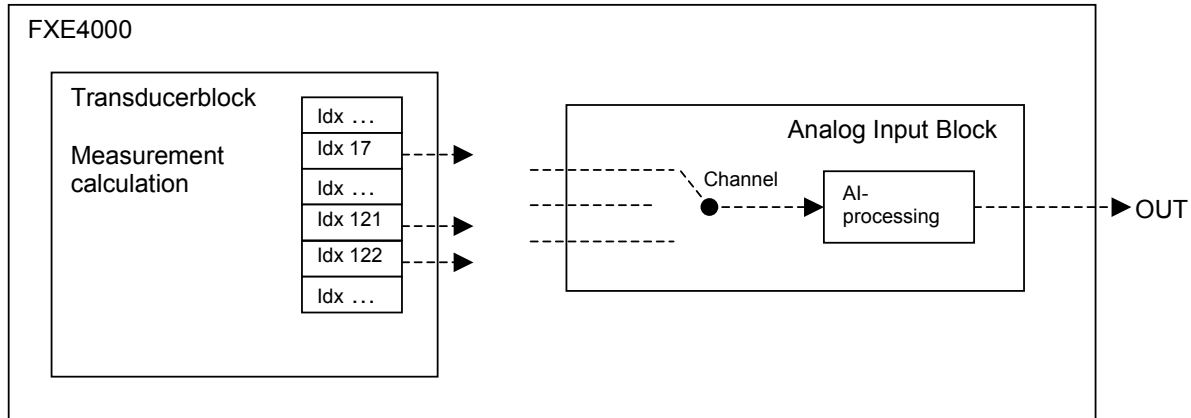 FXE4000
Transducerblock
Measurement
calculation
Idx ...
Idx 17
Idx ...
Idx 121
Idx 122
Idx ...
Analog Input Block
Channel
AI-
processing
OUT